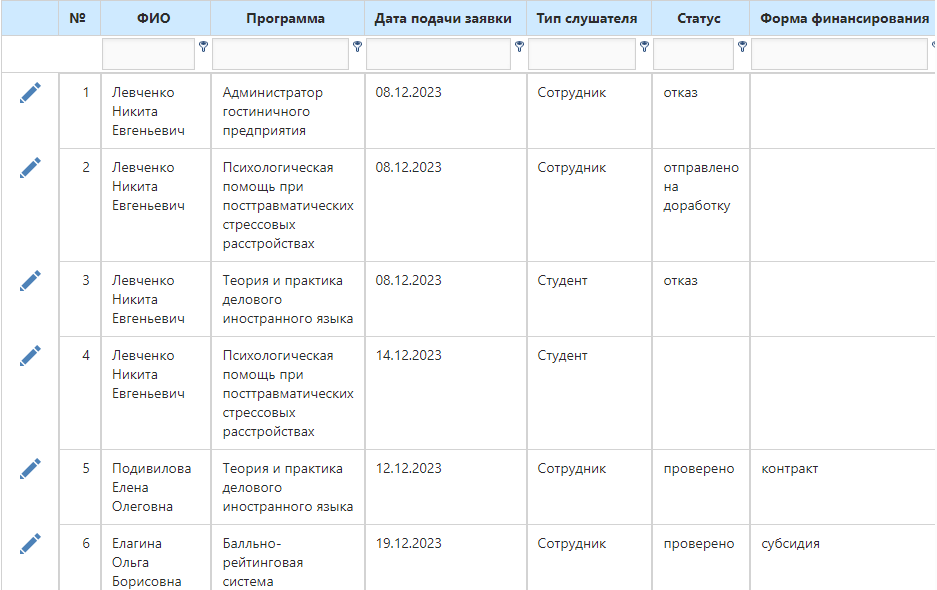 № ФИО Программа Дата подачи заявки Тип слушателя Статус Форма финансирования
1 Левченко Администратор 08.12.2023 Сотрудник отказ
Никита гостиничного
Евгеньевич предприятия
2 Левченко Психологическая 08.12.2023 Сотрудник отправлено
Никита помощь при на
Евгеньевич посттравматических доработку
стрессовых
расстройствах
3 Левченко Теория и практика 08.12.2023 Студент отказ
Никита делового
Евгеньевич иностранного языка
4 Левченко Психологическая 14.12.2023 Студент
Никита помощь при
Евгеньевич посттравматических
стрессовых
расстройствах
5 Подивилова Теория и практика 12.12.2023 Сотрудник проверено контракт
Елена делового
Олеговна иностранного языка
6 Елагина Балльно- 19.12.2023 Сотрудник проверено субсидия
Ольга рейтинговая
Борисовна система